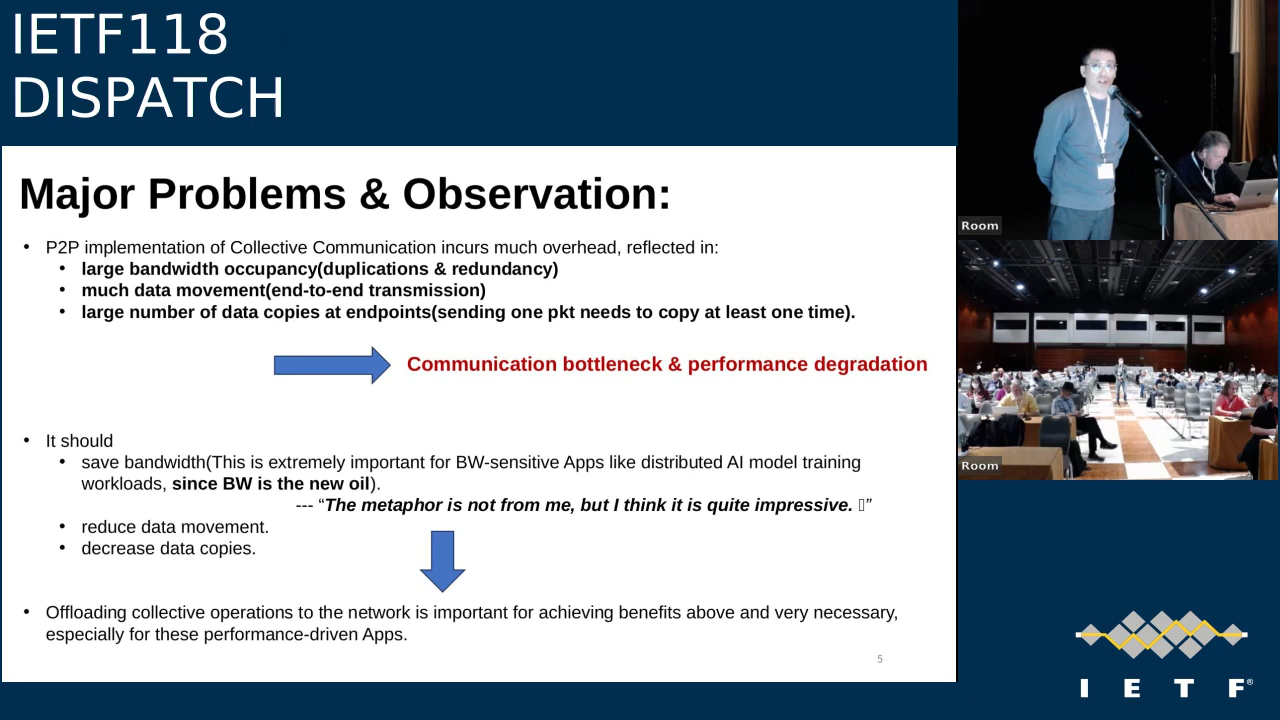 IETF118
DISPATCH
Major Problems & Observation:
• P2P implementation of Collective Communication incurs much overhead, reflected in:
• large bandwidth occupancy(duplications & redundancy)
• much data movement(end-to-end transmission)
• large number of data copies at endpoints(sending one pkt needs to copy at least one time).
Communication bottleneck & performance degradation
• It should
• save bandwidth(This is extremely important for BW-sensitive Apps like distributed AI model training
workloads, since BW is the new oil).
--- “The metaphor is not from me, but I think it is quite impressive. ”
• reduce data movement.
• decrease data copies.
• Offloading collective operations to the network is important for achieving benefits above and very necessary,
especially for these performance-driven Apps.
5
Room
Room
I E T F®